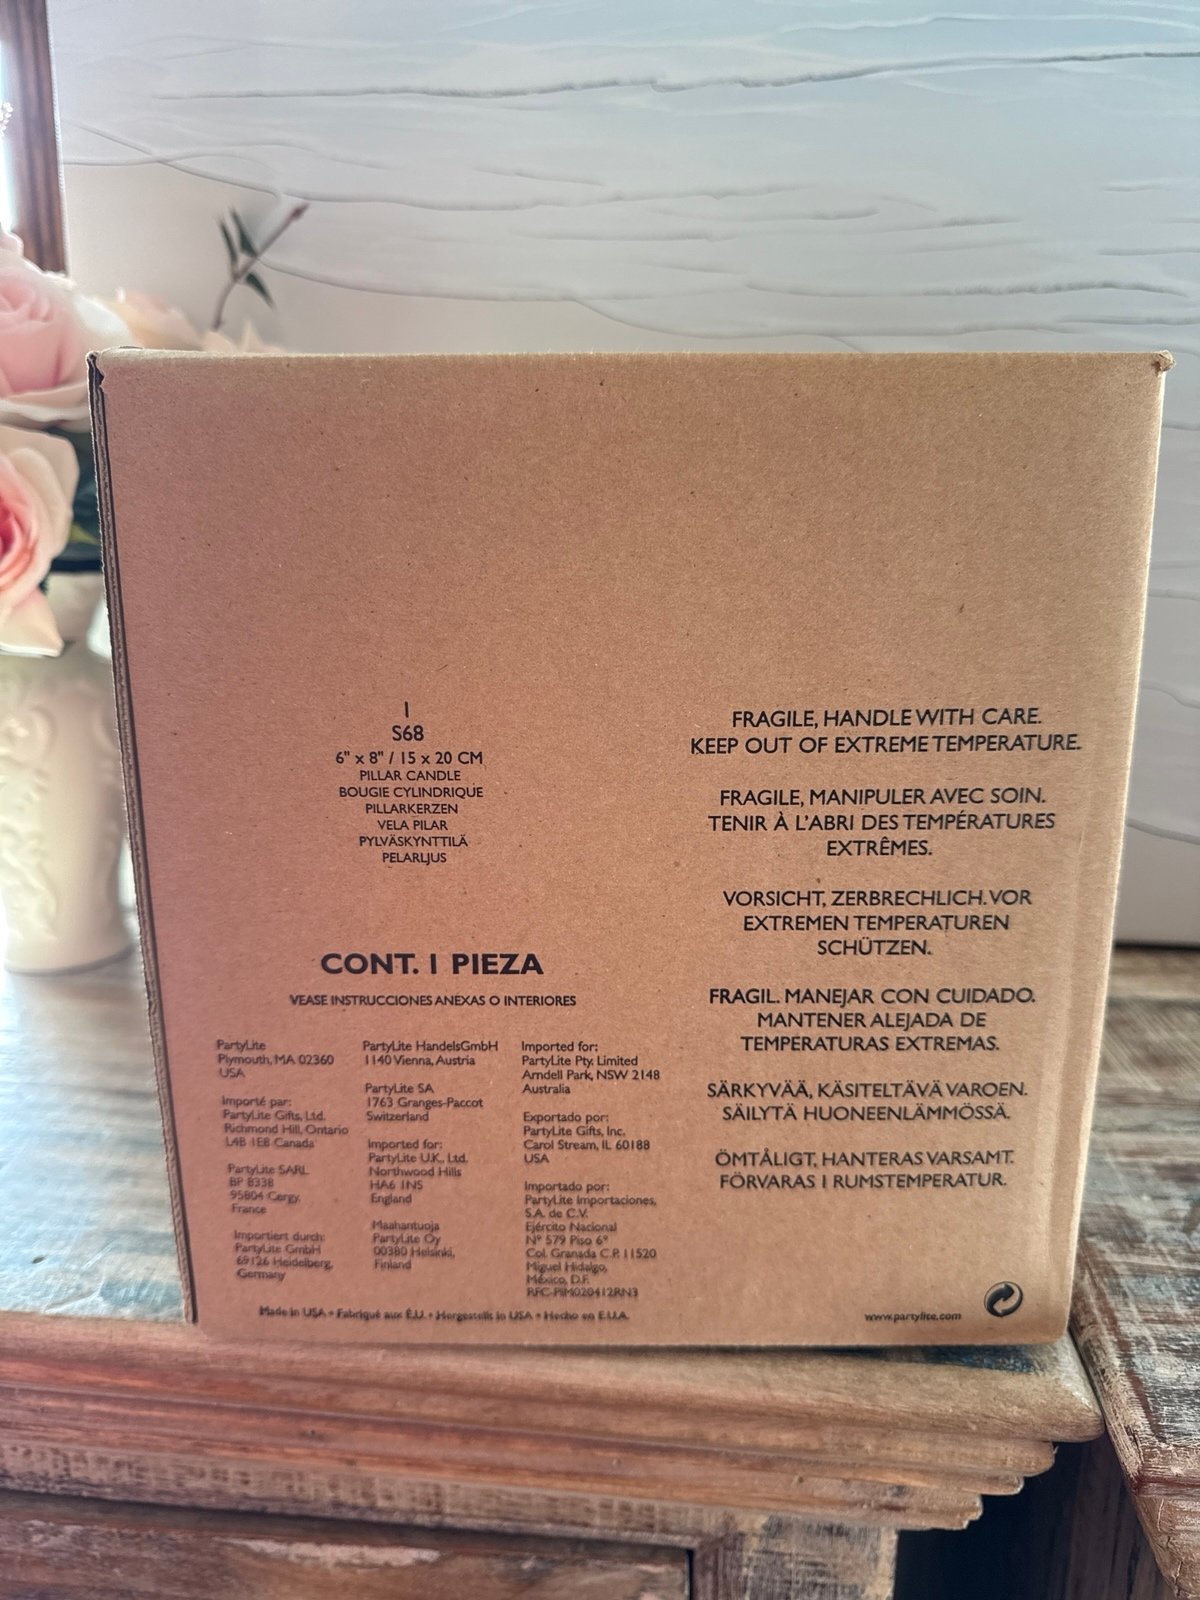 1
S68
6" x 8" / 15 x 20 CM
PILLAR CANDLE
BOUGIE CYLINDRIQUE
PILLARKERZEN
VELA PILAR
PYLVÄSKYNTTILÄ
PELARLJUS
CONT. 1 PIEZA
VEASE INSTRUCCIONES ANEXAS O INTERIORES
PartyLite
Plymouth, MA 02360
USA
Importé par:
PartyLite Gifts, Ltd.
Richmond Hill, Ontario
L4B 1E8 Canada
PartyLite SARL
BP 8338
95804 Cergy,
France
Importiert durch:
PartyLite GmbH
69126 Heidelberg,
Germany
PartyLite HandelsGmbH
1140 Vienna, Austria
PartyLite SA
1763 Granges-Paccot
Switzerland
Imported for:
PartyLite U.K., Ltd.
Northwood Hills
HA6 1NS
England
Maahantuoja
PartyLite Oy
00380 Helsinki,
Finland
Imported for:
PartyLite Pty. Limited
Arndell Park, NSW 2148
Australia
Exportado por:
PartyLite Gifts, Inc.
Carol Stream, IL 60188
USA
Importado por:
PartyLite Importaciones,
S.A. de C.V.
Ejército Nacional
Nº 579 Piso 6º
Col. Granada C.P. 11520
Miguel Hidalgo,
México, D.F.
RFC-PIM020412RN3
Made in USA • Fabriqué aux É.U. • Hergestellt in USA • Hecho en E.U.A.
FRAGILE, HANDLE WITH CARE.
KEEP OUT OF EXTREME TEMPERATURE.
FRAGILE, MANIPULER AVEC SOIN.
TENIR À L'ABRI DES TEMPÉRATURES
EXTRÊMES.
VORSICHT, ZERBRECHLICH. VOR
EXTREMEN TEMPERATUREN
SCHÜTZEN.
FRAGIL. MANEJAR CON CUIDADO.
MANTENER ALEJADA DE
TEMPERATURAS EXTREMAS.
SÄRKYVÄÄ, KÄSITELTÄVÄ VAROEN.
SÄILYTÄ HUONEENLÄMMÖSSÄ.
ÖMTÅLIGT, HANTERAS VARSAMT.
FÖRVARAS I RUMSTEMPERATUR.
www.partylite.com